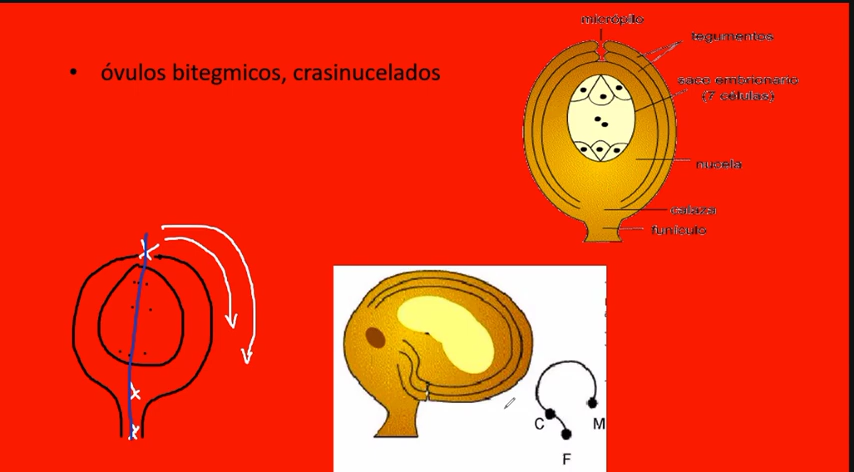 micrópilo
tegumentos
• óvulos bitegmicos, crasinucelados
saco embrionario
(7 células)
nucela
calaza
funículo
C
M
F